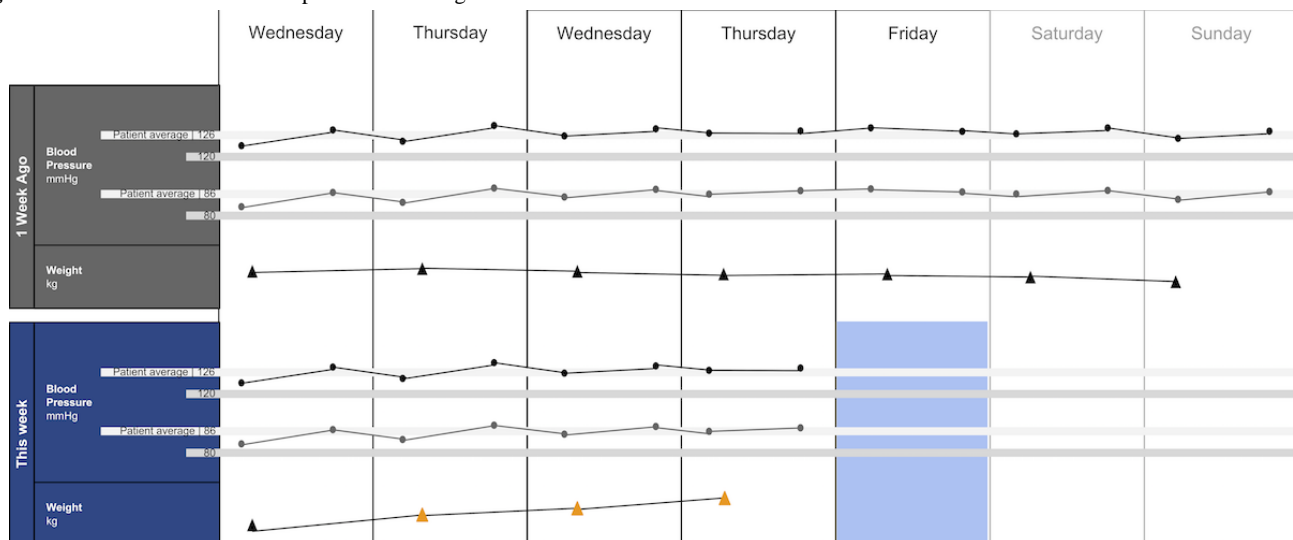 Wednesday Thursday Wednesday Thursday Friday Saturday Sunday
1 Week Ago
Blood
Pressure
mmHg
Patient average | 126
120
Patient average | 86
80
Weight
kg
This week
Blood
Pressure
mmHg
Patient average | 126
120
Patient average | 86
80
Weight
kg